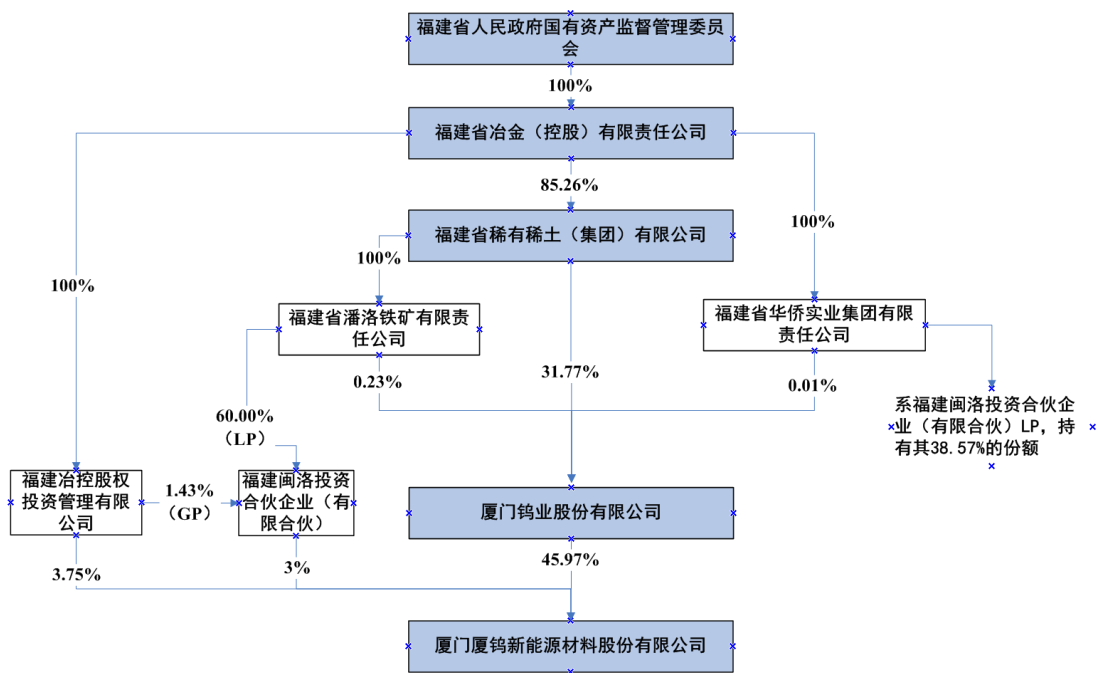 福建省人民政府国有资产监督管理委员
会
100%
福建省冶金（控股）有限责任公司
85.26%
福建省稀有稀土（集团）有限公司
100%
100%
100%
福建省潘洛铁矿有限责
任公司
福建省华侨实业集团有限
责任公司
0.23%
31.77%
0.01%
60.00%
（LP）
系福建闽洛投资合伙企
业（有限合伙）LP，持
有其38.57%的份额
福建冶控股权
投资管理有限
公司
1.43%
（GP）
福建闽洛投资
合伙企业（有
限合伙）
厦门钨业股份有限公司
3.75%
3%
45.97%
厦门厦钨新能源材料股份有限公司